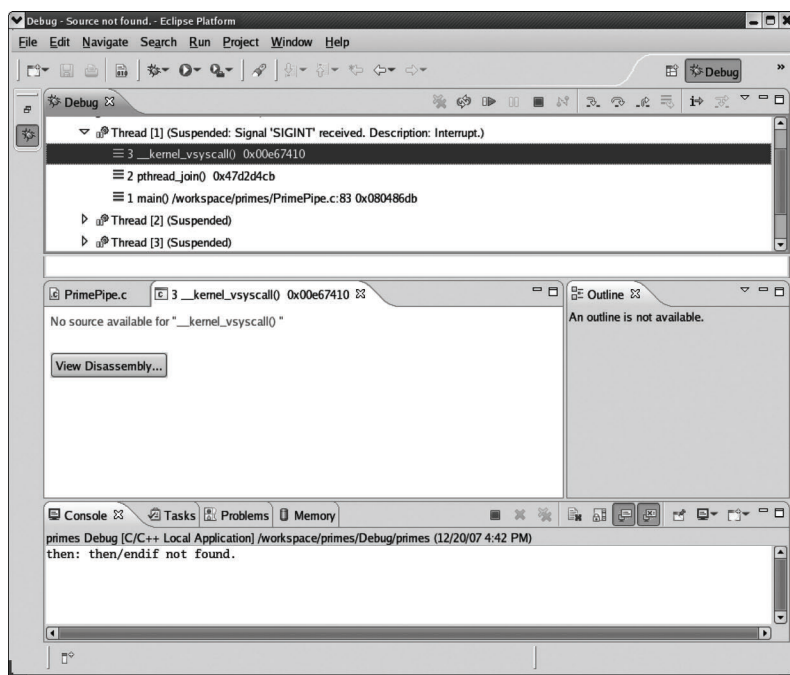 Debug - Source not found. - Eclipse Platform
File Edit Navigate Search Run Project Window Help
Debug »
Debug
Thread [1] (Suspended: Signal 'SIGINT' received. Description: Interrupt.)
3 __kernel_vsyscall() 0x00e67410
2 pthread_join() 0x47d2d4cb
1 main() /workspace/primes/PrimePipe.c:83 0x080486db
Thread [2] (Suspended)
Thread [3] (Suspended)
PrimePipe.c 3 __kernel_vsyscall() 0x00e67410
No source available for "__kernel_vsyscall() "
View Disassembly...
Outline
An outline is not available.
Console Tasks Problems Memory
primes Debug [C/C++ Local Application] /workspace/primes/Debug/primes (12/20/07 4:42 PM)
then: then/endif not found.